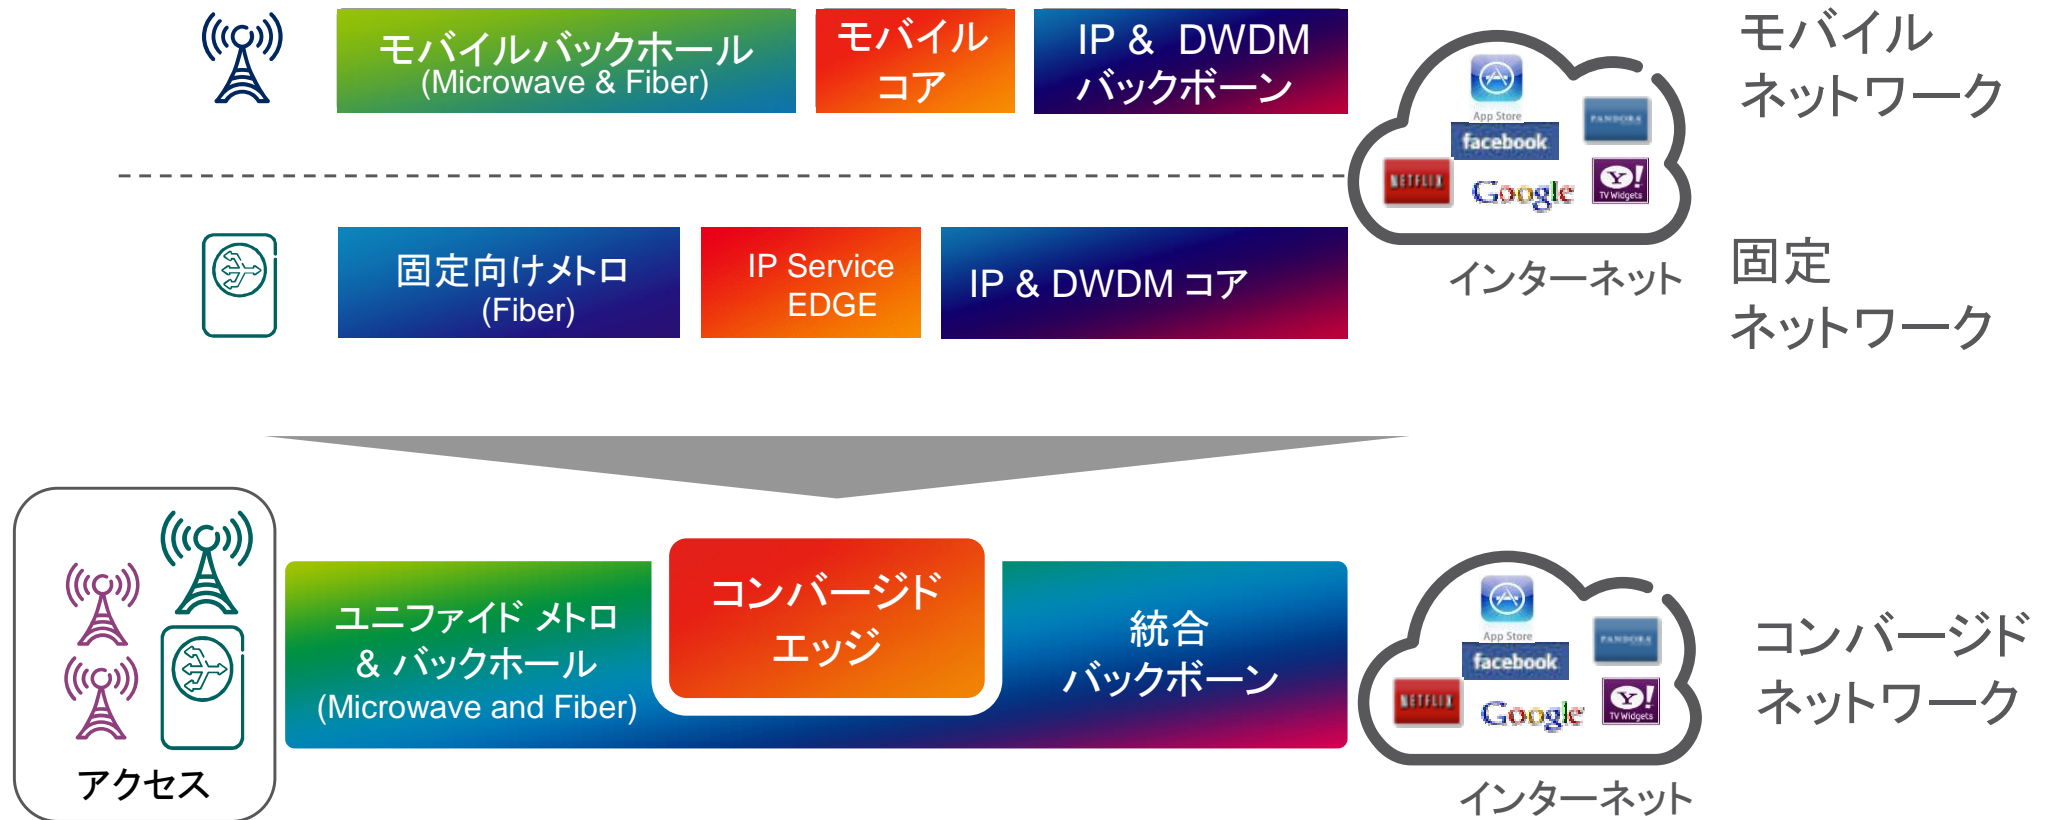 モバイルバックホール
(Microwave & Fiber)
モバイル
コア
IP & DWDM
バックボーン
App Store
PANDORA
facebook
NETFLIX
Google
Y!
TV Widgets
インターネット
モバイル
ネットワーク
固定向けメトロ
(Fiber)
IP Service
EDGE
IP & DWDM コア
固定
ネットワーク
アクセス
ユニファイド メトロ
& バックホール
(Microwave and Fiber)
コンバージド
エッジ
統合
バックボーン
App Store
PANDORA
facebook
NETFLIX
Google
Y!
TV Widgets
インターネット
コンバージド
ネットワーク